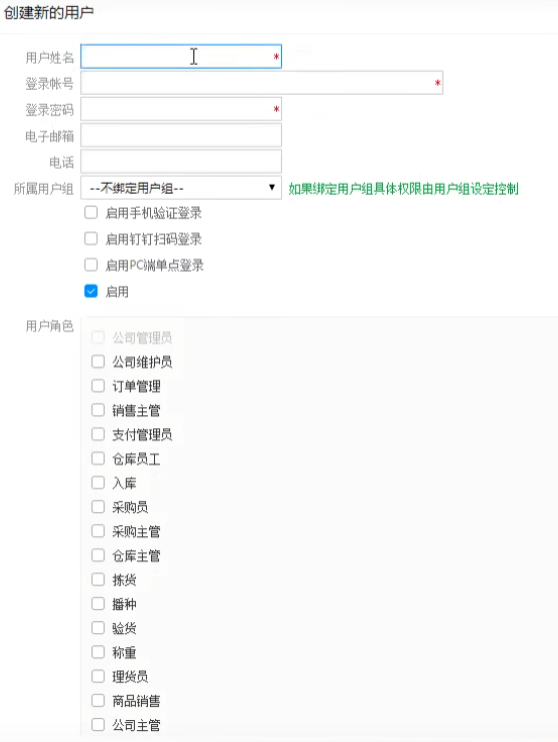 创建新的用户
用户姓名 *
登录帐号 *
登录密码 *
电子邮箱
电话
所属用户组 --不绑定用户组-- 如果绑定用户组具体权限由用户组设定控制
启用手机验证登录
启用钉钉扫码登录
启用PC端单点登录
启用
用户角色
公司管理员
公司维护员
订单管理
销售主管
支付管理员
仓库员工
入库
采购员
采购主管
仓库主管
拣货
播种
验货
称重
理货员
商品销售
公司主管